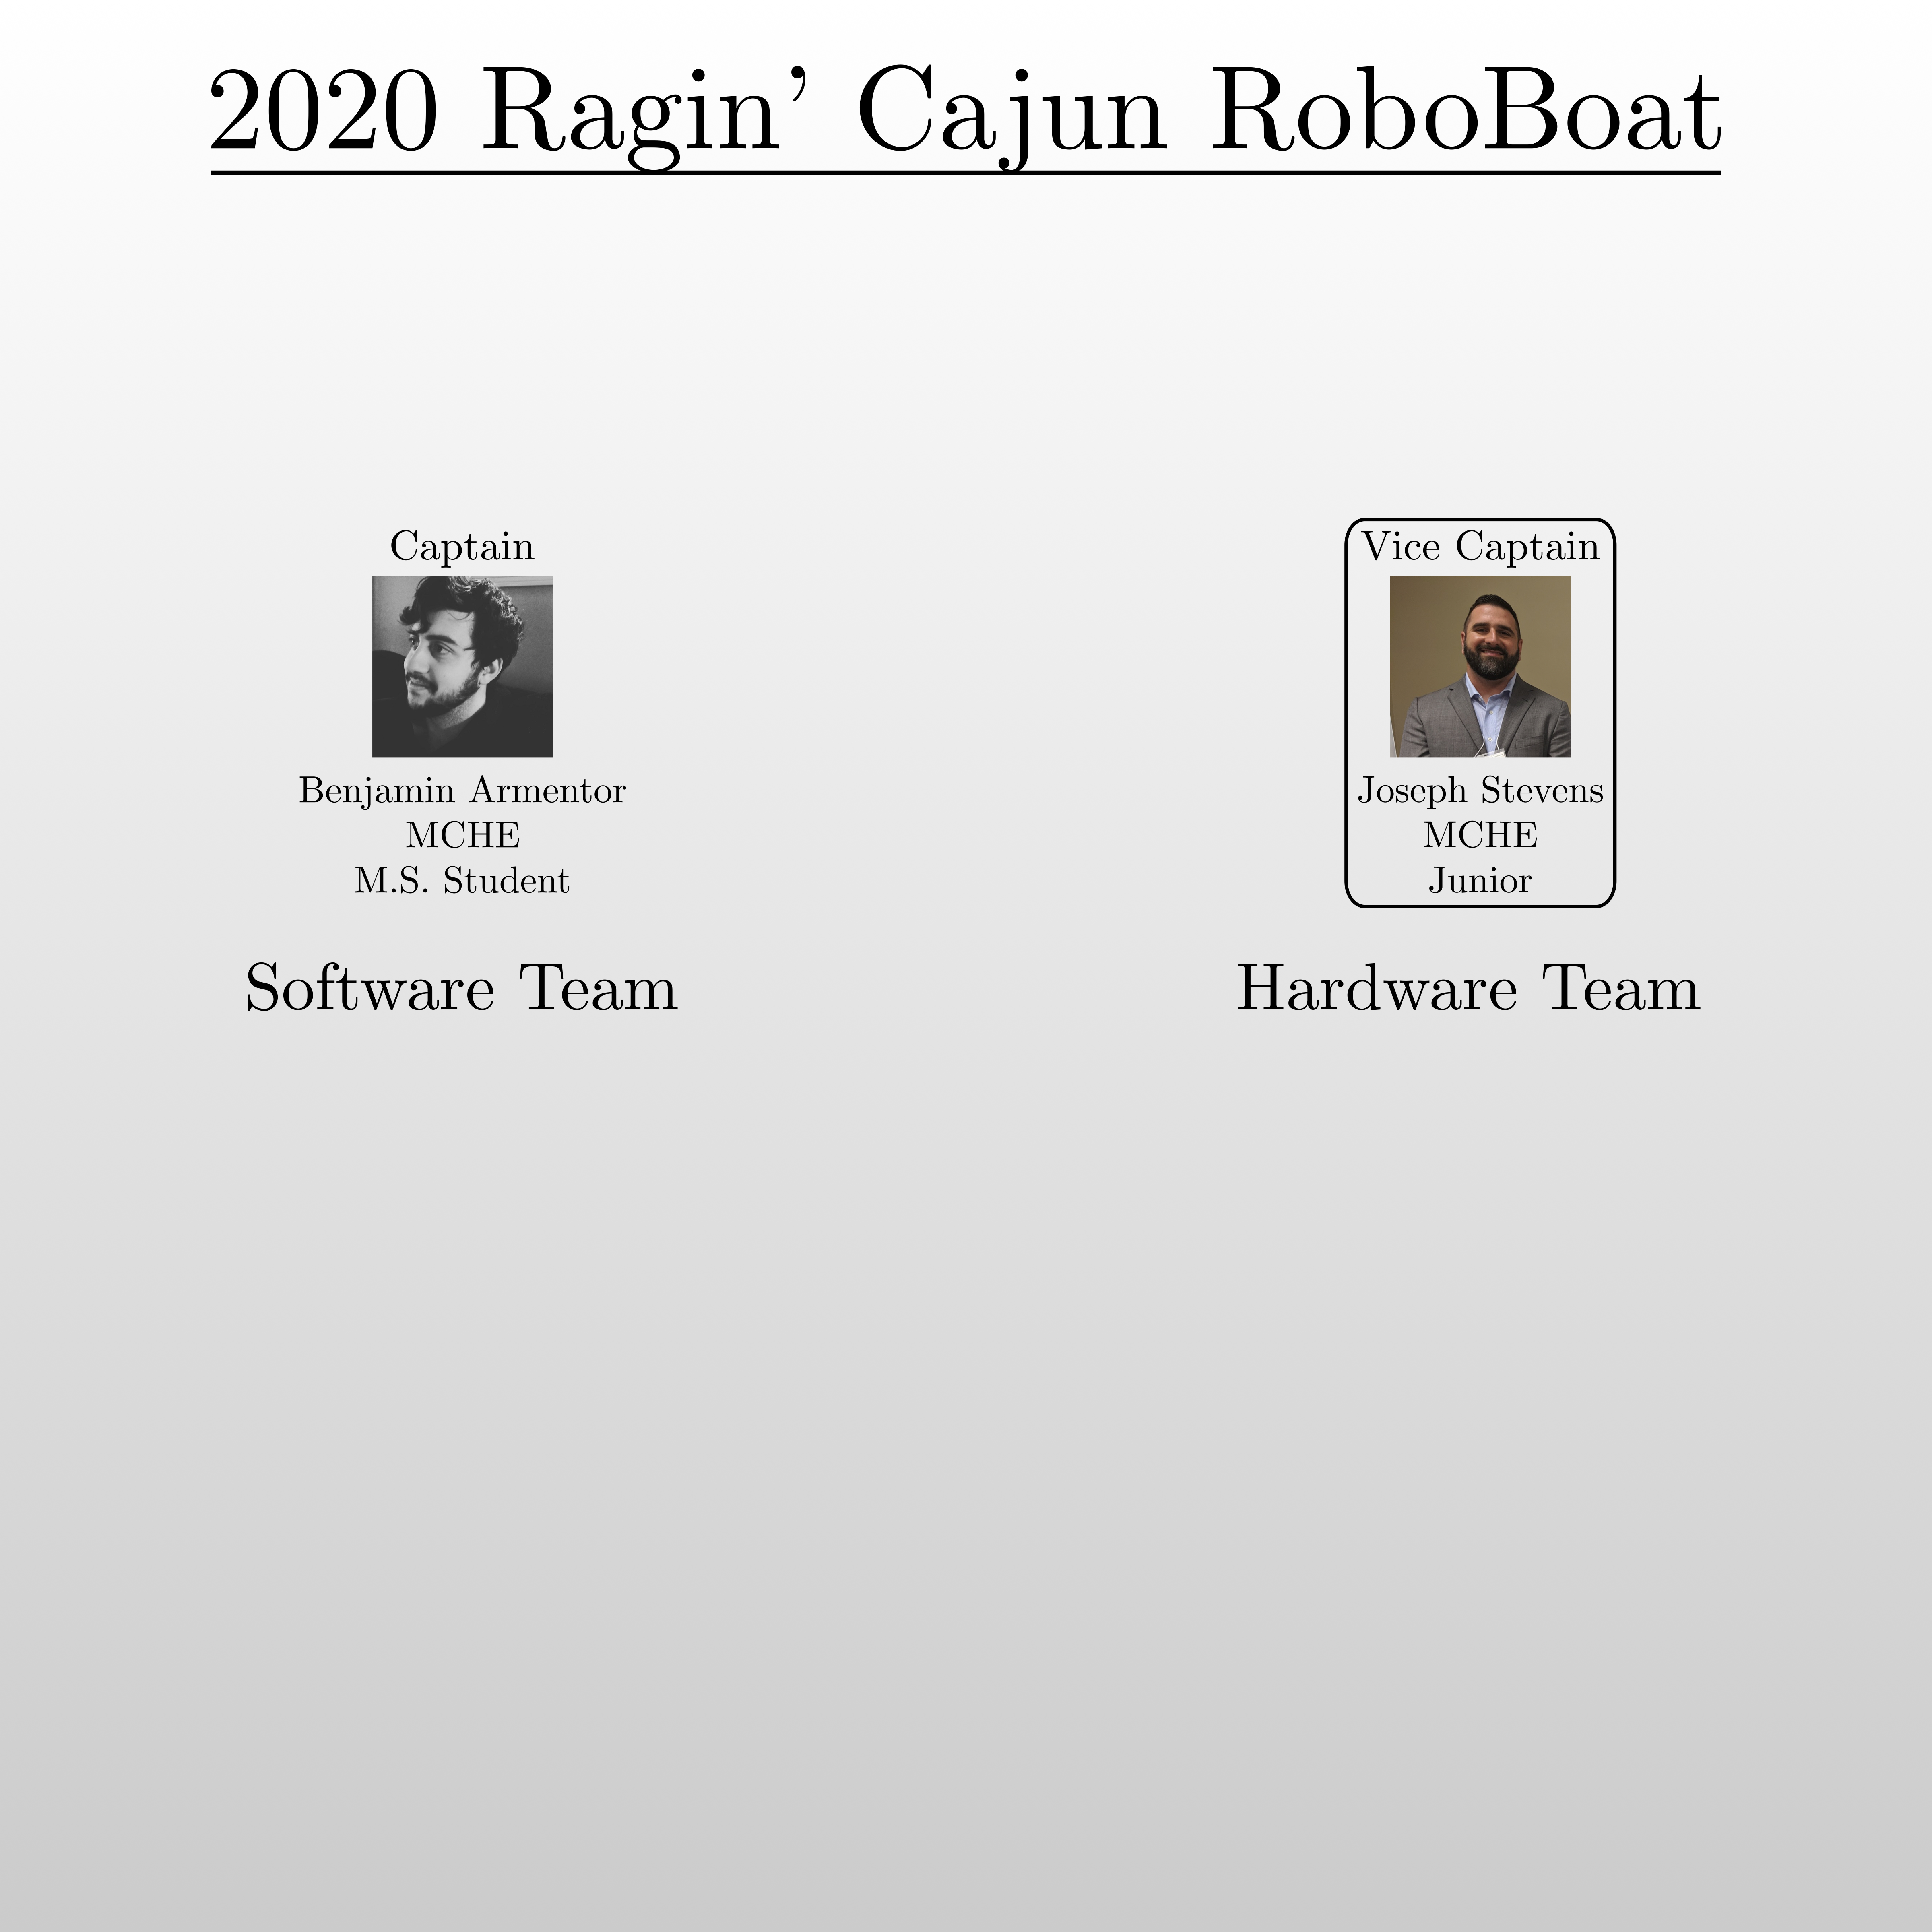 2020 Ragin' Cajun RoboBoat
Captain
Benjamin Armentor
MCHE
M.S. Student
Software Team
Vice Captain
Joseph Stevens
MCHE
Junior
Hardware Team